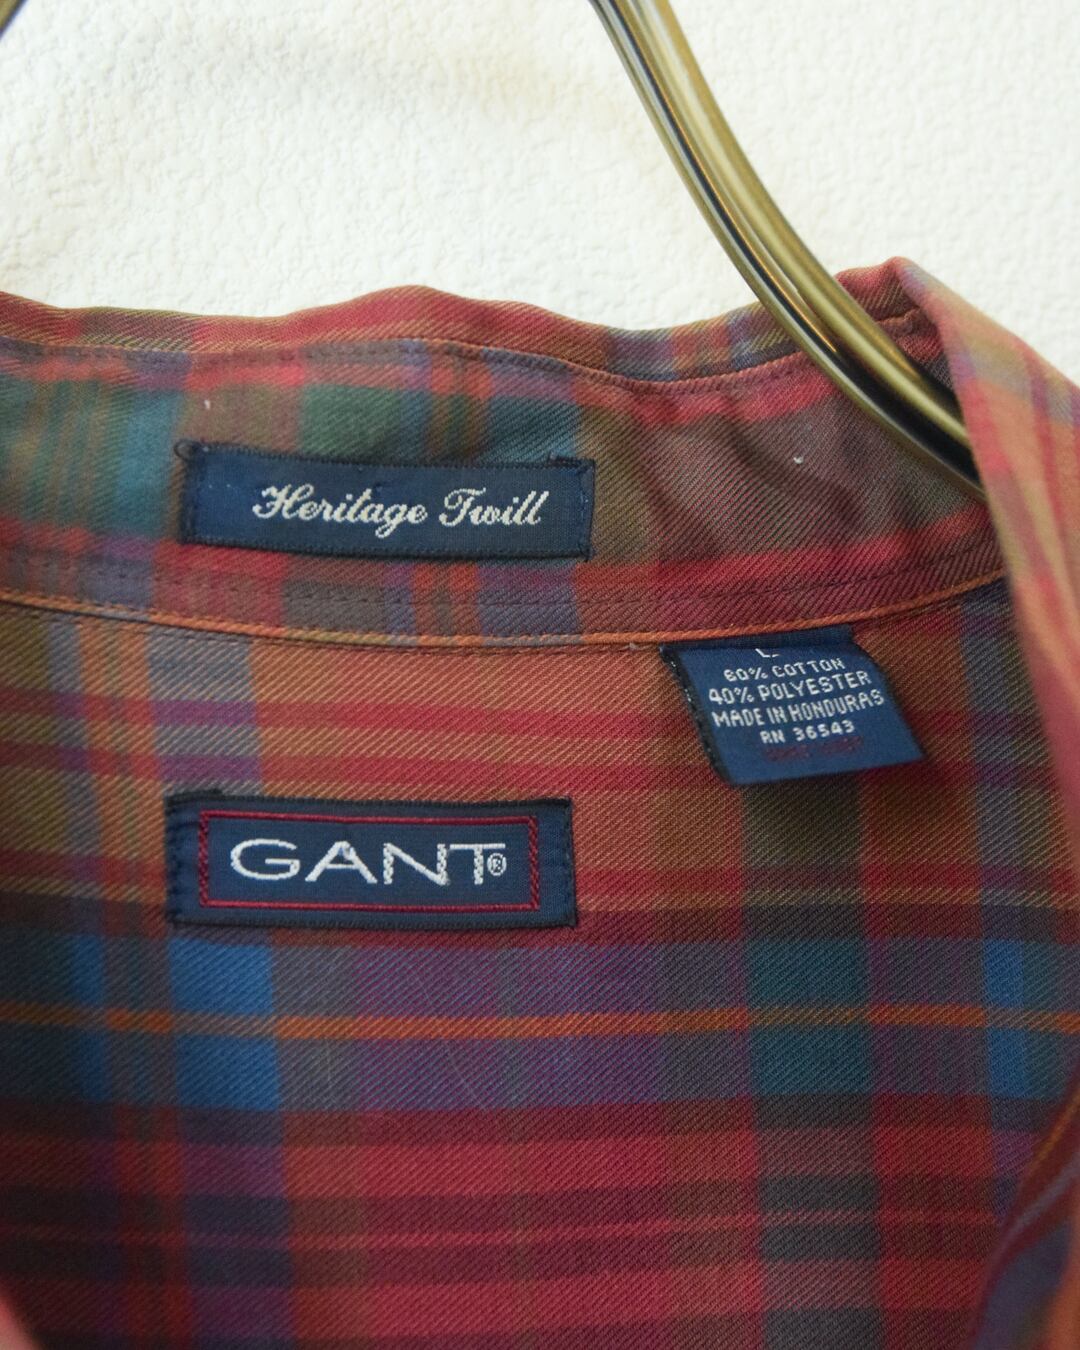 Heritage Twill
60% COTTON
40% POLYESTER
MADE IN HONDURAS
RN 36543
GANT®